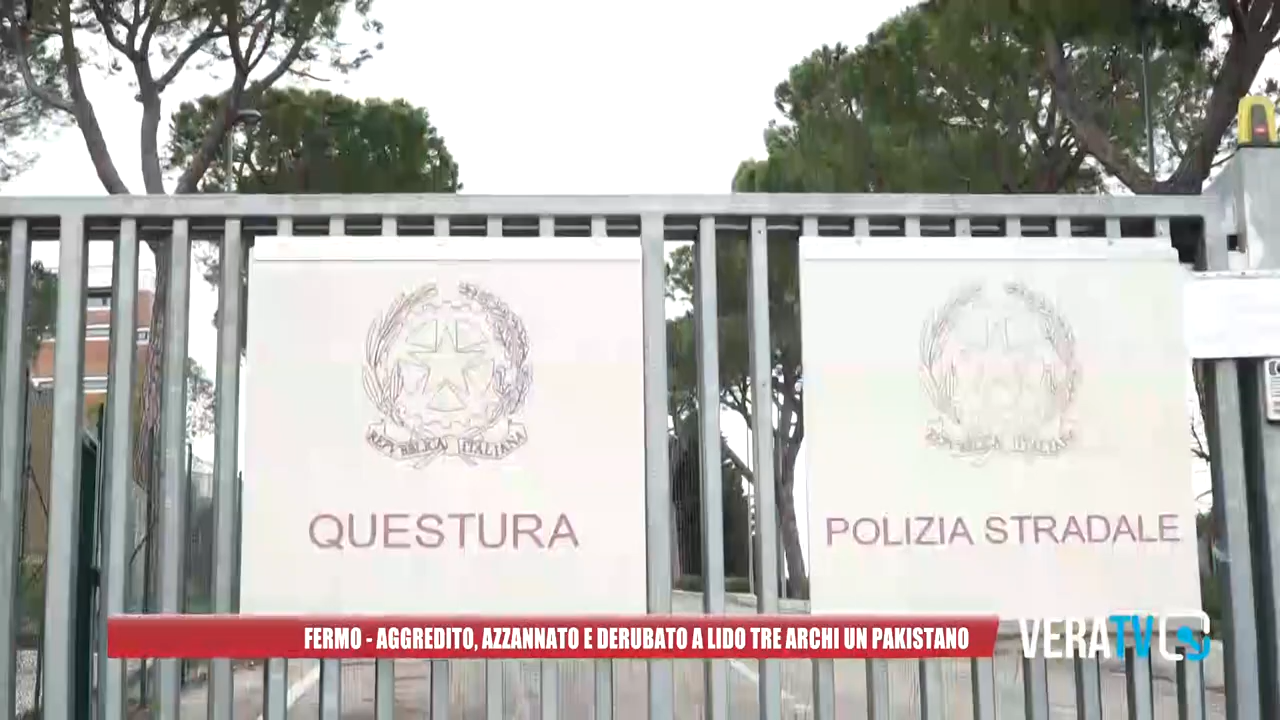 REPUBBLICA ITALIANA
QUESTURA
REPUBBLICA ITALIANA
POLIZIA STRADALE
FERMO - AGGREDITO, AZZANNATO E DERUBATO A LIDO TRE ARCHI UN PAKISTANO
VERATV